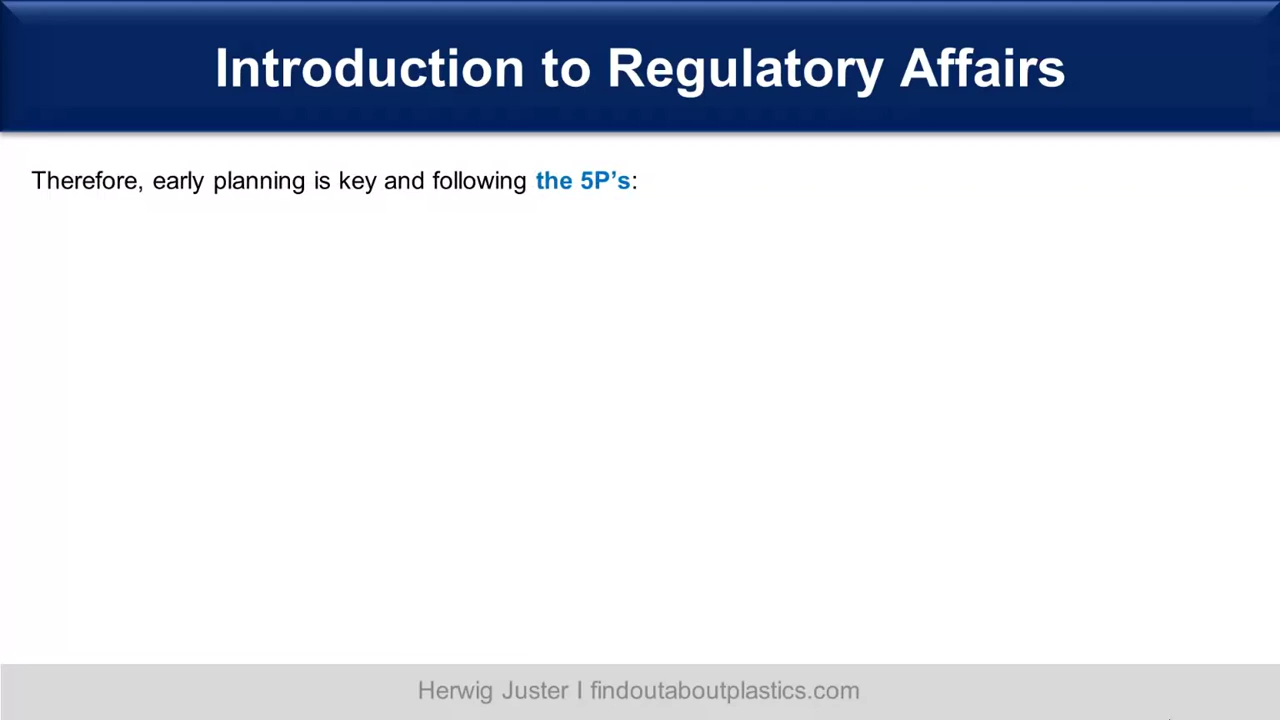 Introduction to Regulatory Affairs
Therefore, early planning is key and following the 5P’s:
Herwig Juster I findoutaboutplastics.com